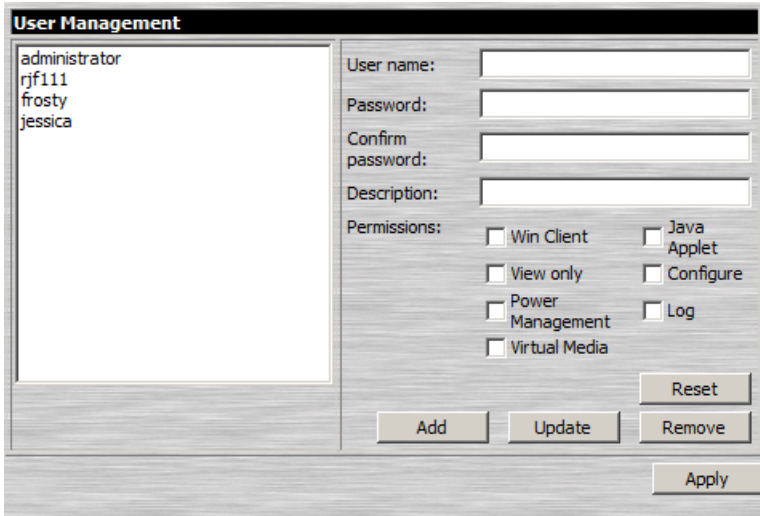 User Management
administrator
rjf111
frosty
jessica
User name:
Password:
Confirm
password:
Description:
Permissions:
Win Client
Java
Applet
View only
Configure
Power
Management
Log
Virtual Media
Reset
Add
Update
Remove
Apply